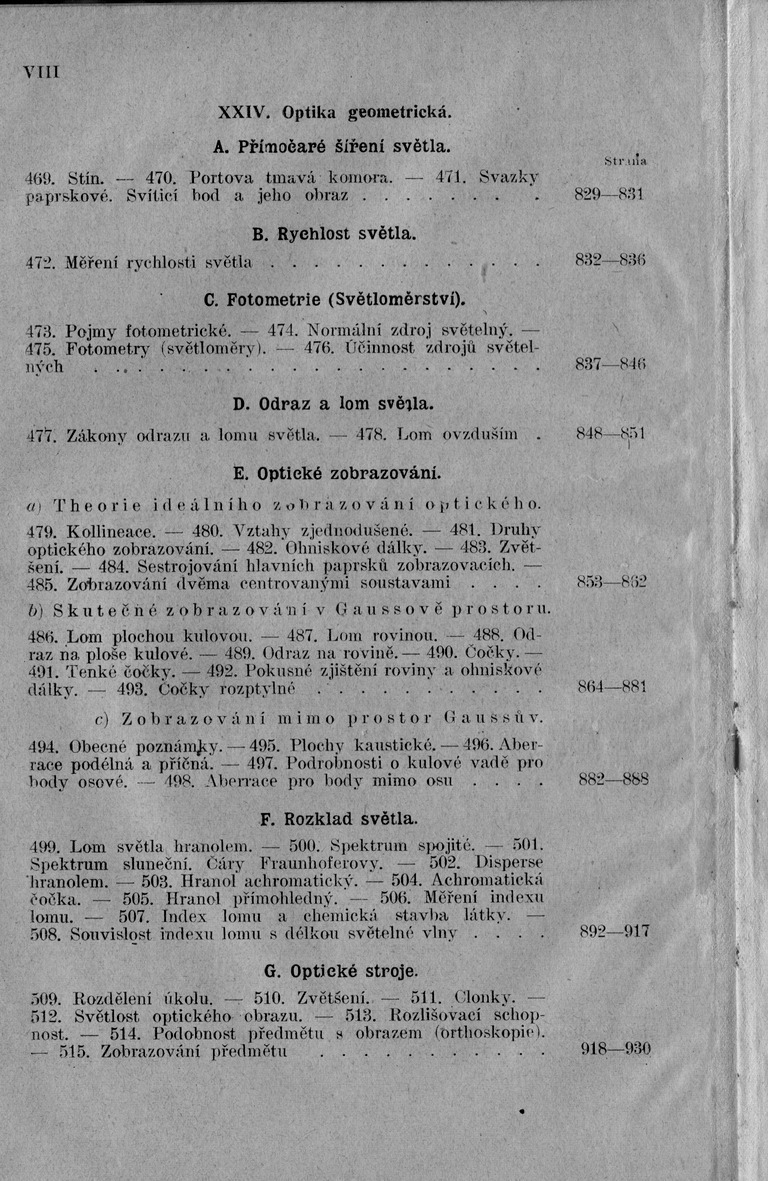 VIII
XXIV. Optika geometrická.
A. Přímočaré šíření světla.
Strana
469. Stín. — 470. Portova tmavá komora. — 471. Svazky
paprskové. Svíticí bod a jeho obraz . . . . . . . . 829—831
B. Rychlost světla.
472. Měření rychlosti světla . . . . . . . . . . . . . 832—836
C. Fotometrie (Světloměrství).
473. Pojmy fotometrické. — 474. Normální zdroj světelný. —
475. Fotometry (světloměry). — 476. Účinnost zdrojů světel-
ných . . . . . . . . . . . . . . . . . . . . . 837—846
D. Odraz a lom světla.
477. Zákony odrazu a lomu světla. — 478. Lom ovzduším . 848—851
E. Optické zobrazování.
a) Theorie ideálního zobrazování optického.
479. Kollineace. — 480. Vztahy zjednodušené. — 481. Druhy
optického zobrazování. — 482. Ohniskové dálky. — 483. Zvět-
šení. — 484. Sestrojování hlavních paprsků zobrazovacích. —
485. Zobrazování dvěma centrovanými soustavami . . . . 853—862
b) Skutečné zobrazování v Gaussově prostoru.
486. Lom plochou kulovou. — 487. Lom rovinou. — 488. Od-
raz na ploše kulové. — 489. Odraz na rovině. — 490. Čočky. —
491. Tenké čočky. — 492. Pokusné zjištění roviny a ohniskové
dálky. — 493. Čočky rozptylné . . . . . . . . . . . 864—881
c) Zobrazování mimo prostor Gaussův.
494. Obecné poznámky. — 495. Plochy kaustické. — 496. Aber-
race podélná a příčná. — 497. Podrobnosti o kulové vadě pro
body osové. — 498. Aberrace pro body mimo osu . . . . 882—888
F. Rozklad světla.
499. Lom světla hranolem. — 500. Spektrum spojité. — 501.
Spektrum sluneční. Čáry Fraunhoferovy. — 502. Disperse
hranolem. — 503. Hranol achromatický. — 504. Achromatická
čočka. — 505. Hranol přímohledný. — 506. Měření indexu
lomu. — 507. Index lomu a chemická stavba látky. —
508. Souvislost indexu lomu s délkou světelné vlny . . . . 892—917
G. Optické stroje.
509. Rozdělení úkolu. — 510. Zvětšení. — 511. Clonky. —
512. Světlost optického obrazu. — 513. Rozlišovací schop-
nost. — 514. Podobnost předmětu s obrazem (orthoskopie).
— 515. Zobrazování předmětu . . . . . . . . . . . 918—930